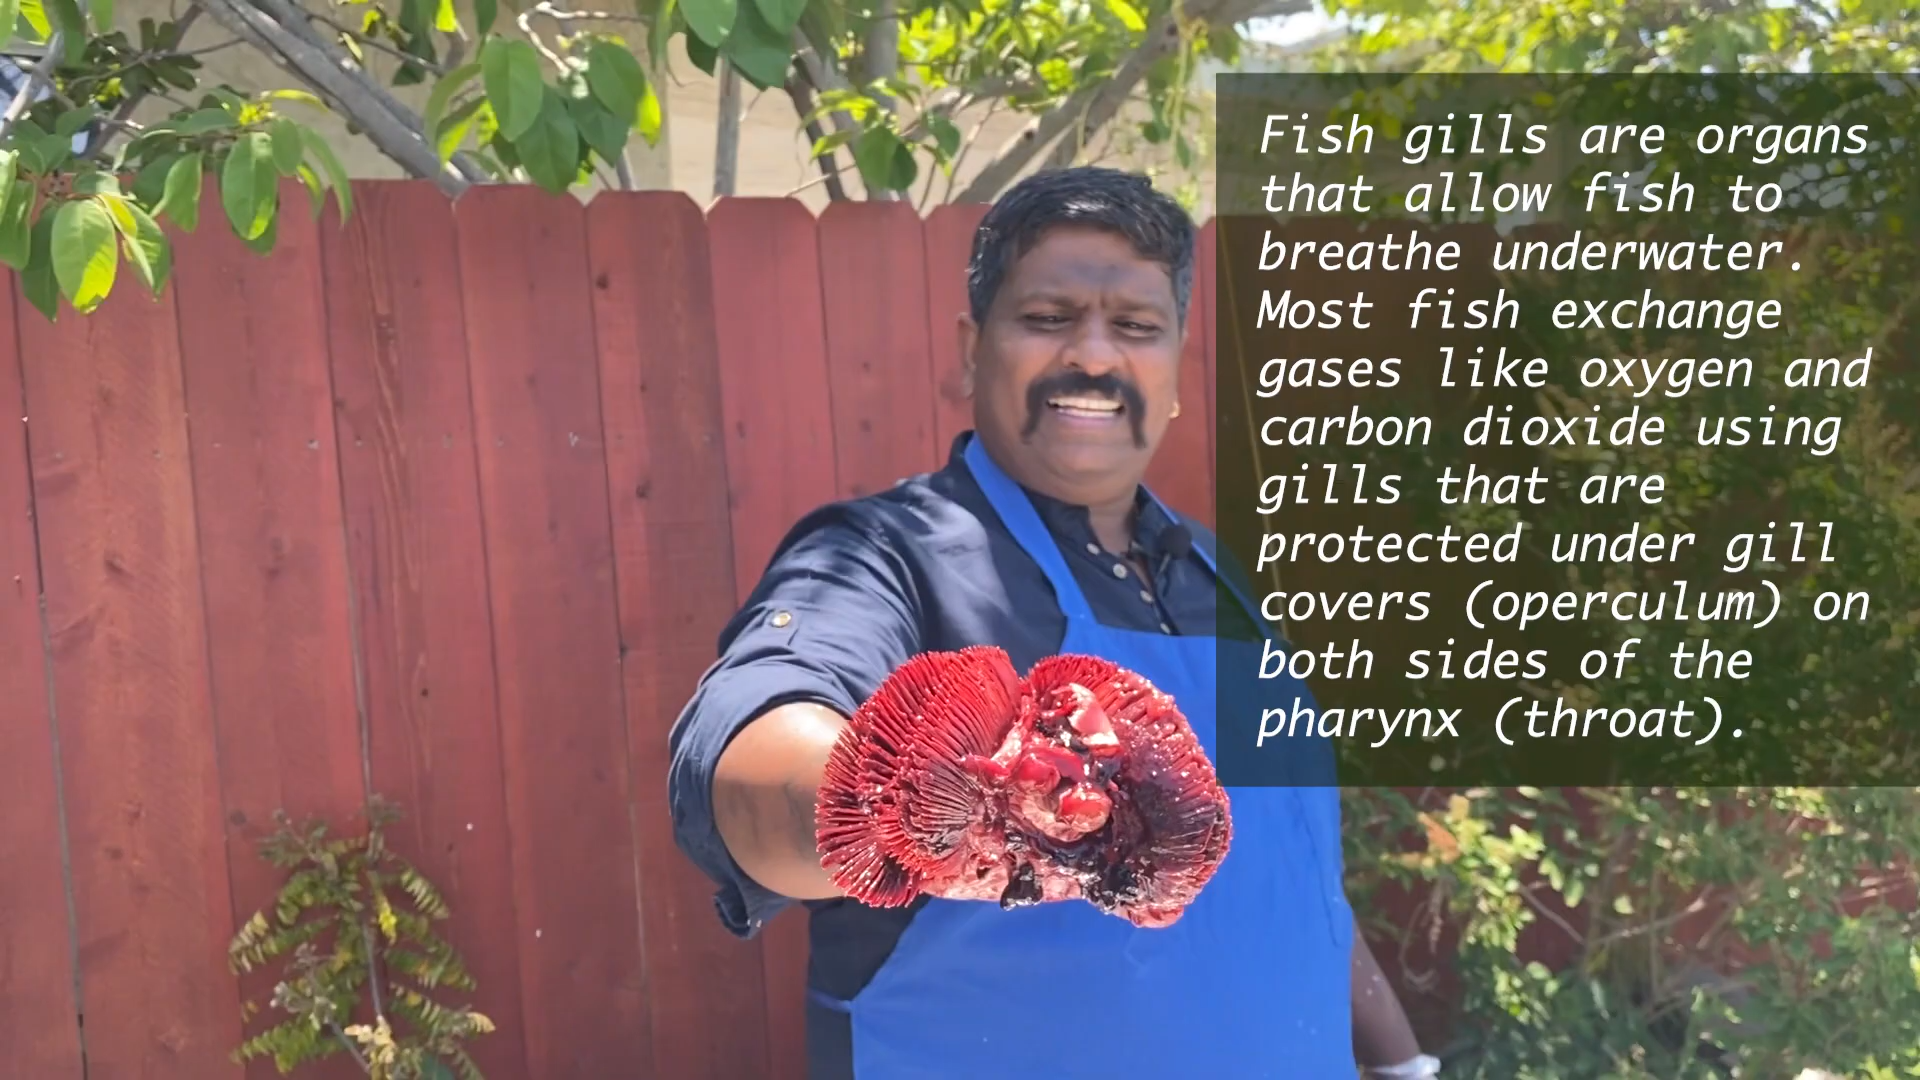 Fish gills are organs
that allow fish to
breathe underwater.
Most fish exchange
gases like oxygen and
carbon dioxide using
gills that are
protected under gill
covers (operculum) on
both sides of the
pharynx (throat).